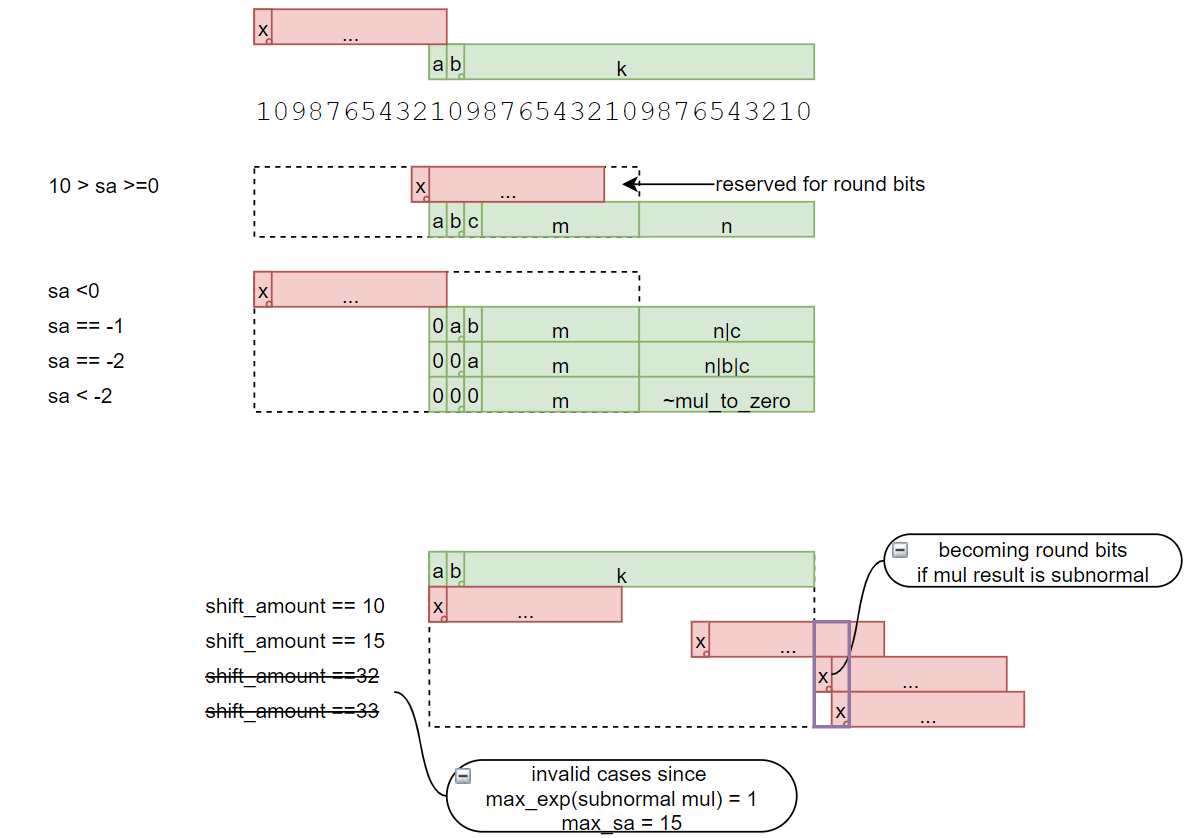 x ...
a b k
10987654321098765432109876543210
10 > sa >=0
x ...
reserved for round bits
a b c m n
sa <0
x ...
sa == -1
0 a b m n|c
sa == -2
0 0 a m n|b|c
sa < -2
0 0 0 m ~mul_to_zero
a b k
becoming round bits
if mul result is subnormal
shift_amount == 10
x ...
shift_amount == 15
x ...
shift_amount ==32
x ...
shift_amount ==33
x ...
invalid cases since
max_exp(subnormal mul) = 1
max_sa = 15